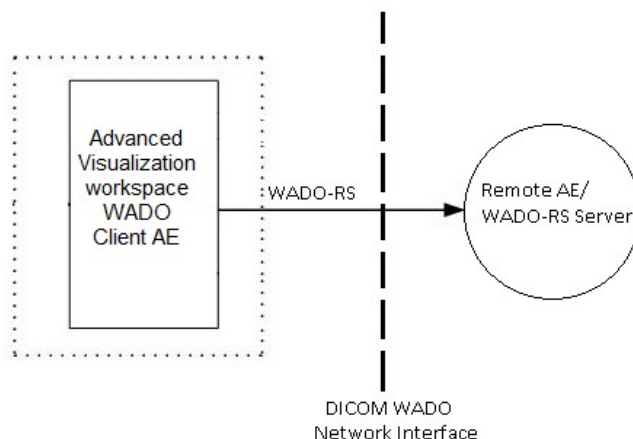 Advanced
Visualization
workspace
WADO
Client AE
WADO-RS
Remote AE/
WADO-RS Server
DICOM WADO
Network Interface